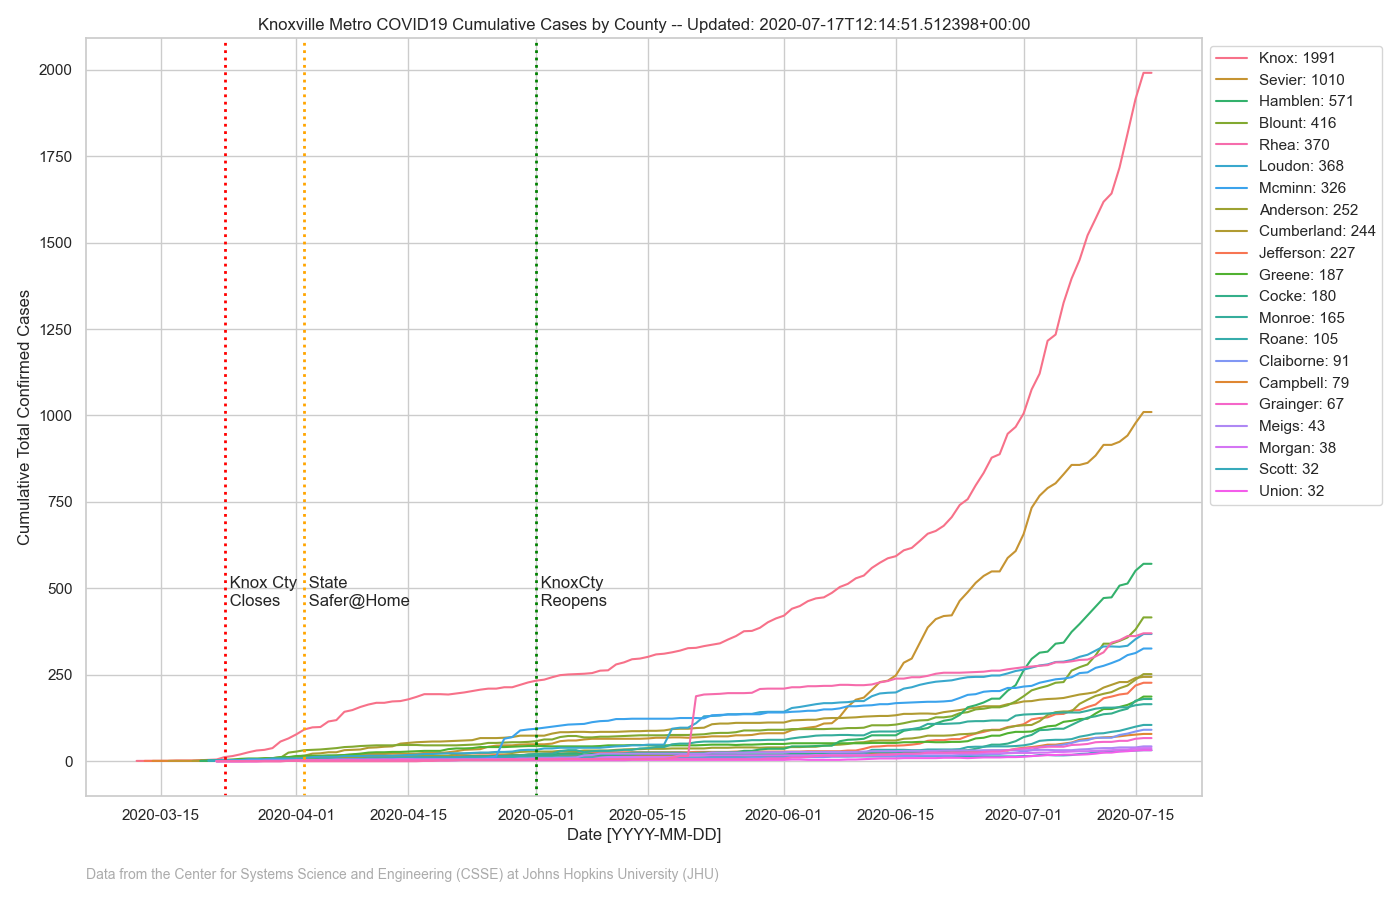 Knoxville Metro COVID19 Cumulative Cases by County -- Updated: 2020-07-17T12:14:51.512398+00:00
Cumulative Total Confirmed Cases
2000
1750
1500
1250
1000
750
500
250
0
Knox Cty
Closes
State
Safer@Home
KnoxCty
Reopens
Knox: 1991
Sevier: 1010
Hamblen: 571
Blount: 416
Rhea: 370
Loudon: 368
Mcminn: 326
Anderson: 252
Cumberland: 244
Jefferson: 227
Greene: 187
Cocke: 180
Monroe: 165
Roane: 105
Claiborne: 91
Campbell: 79
Grainger: 67
Meigs: 43
Morgan: 38
Scott: 32
Union: 32
2020-03-15 2020-04-01 2020-04-15 2020-05-01 2020-05-15 2020-06-01 2020-06-15 2020-07-01 2020-07-15
Date [YYYY-MM-DD]
Data from the Center for Systems Science and Engineering (CSSE) at Johns Hopkins University (JHU)